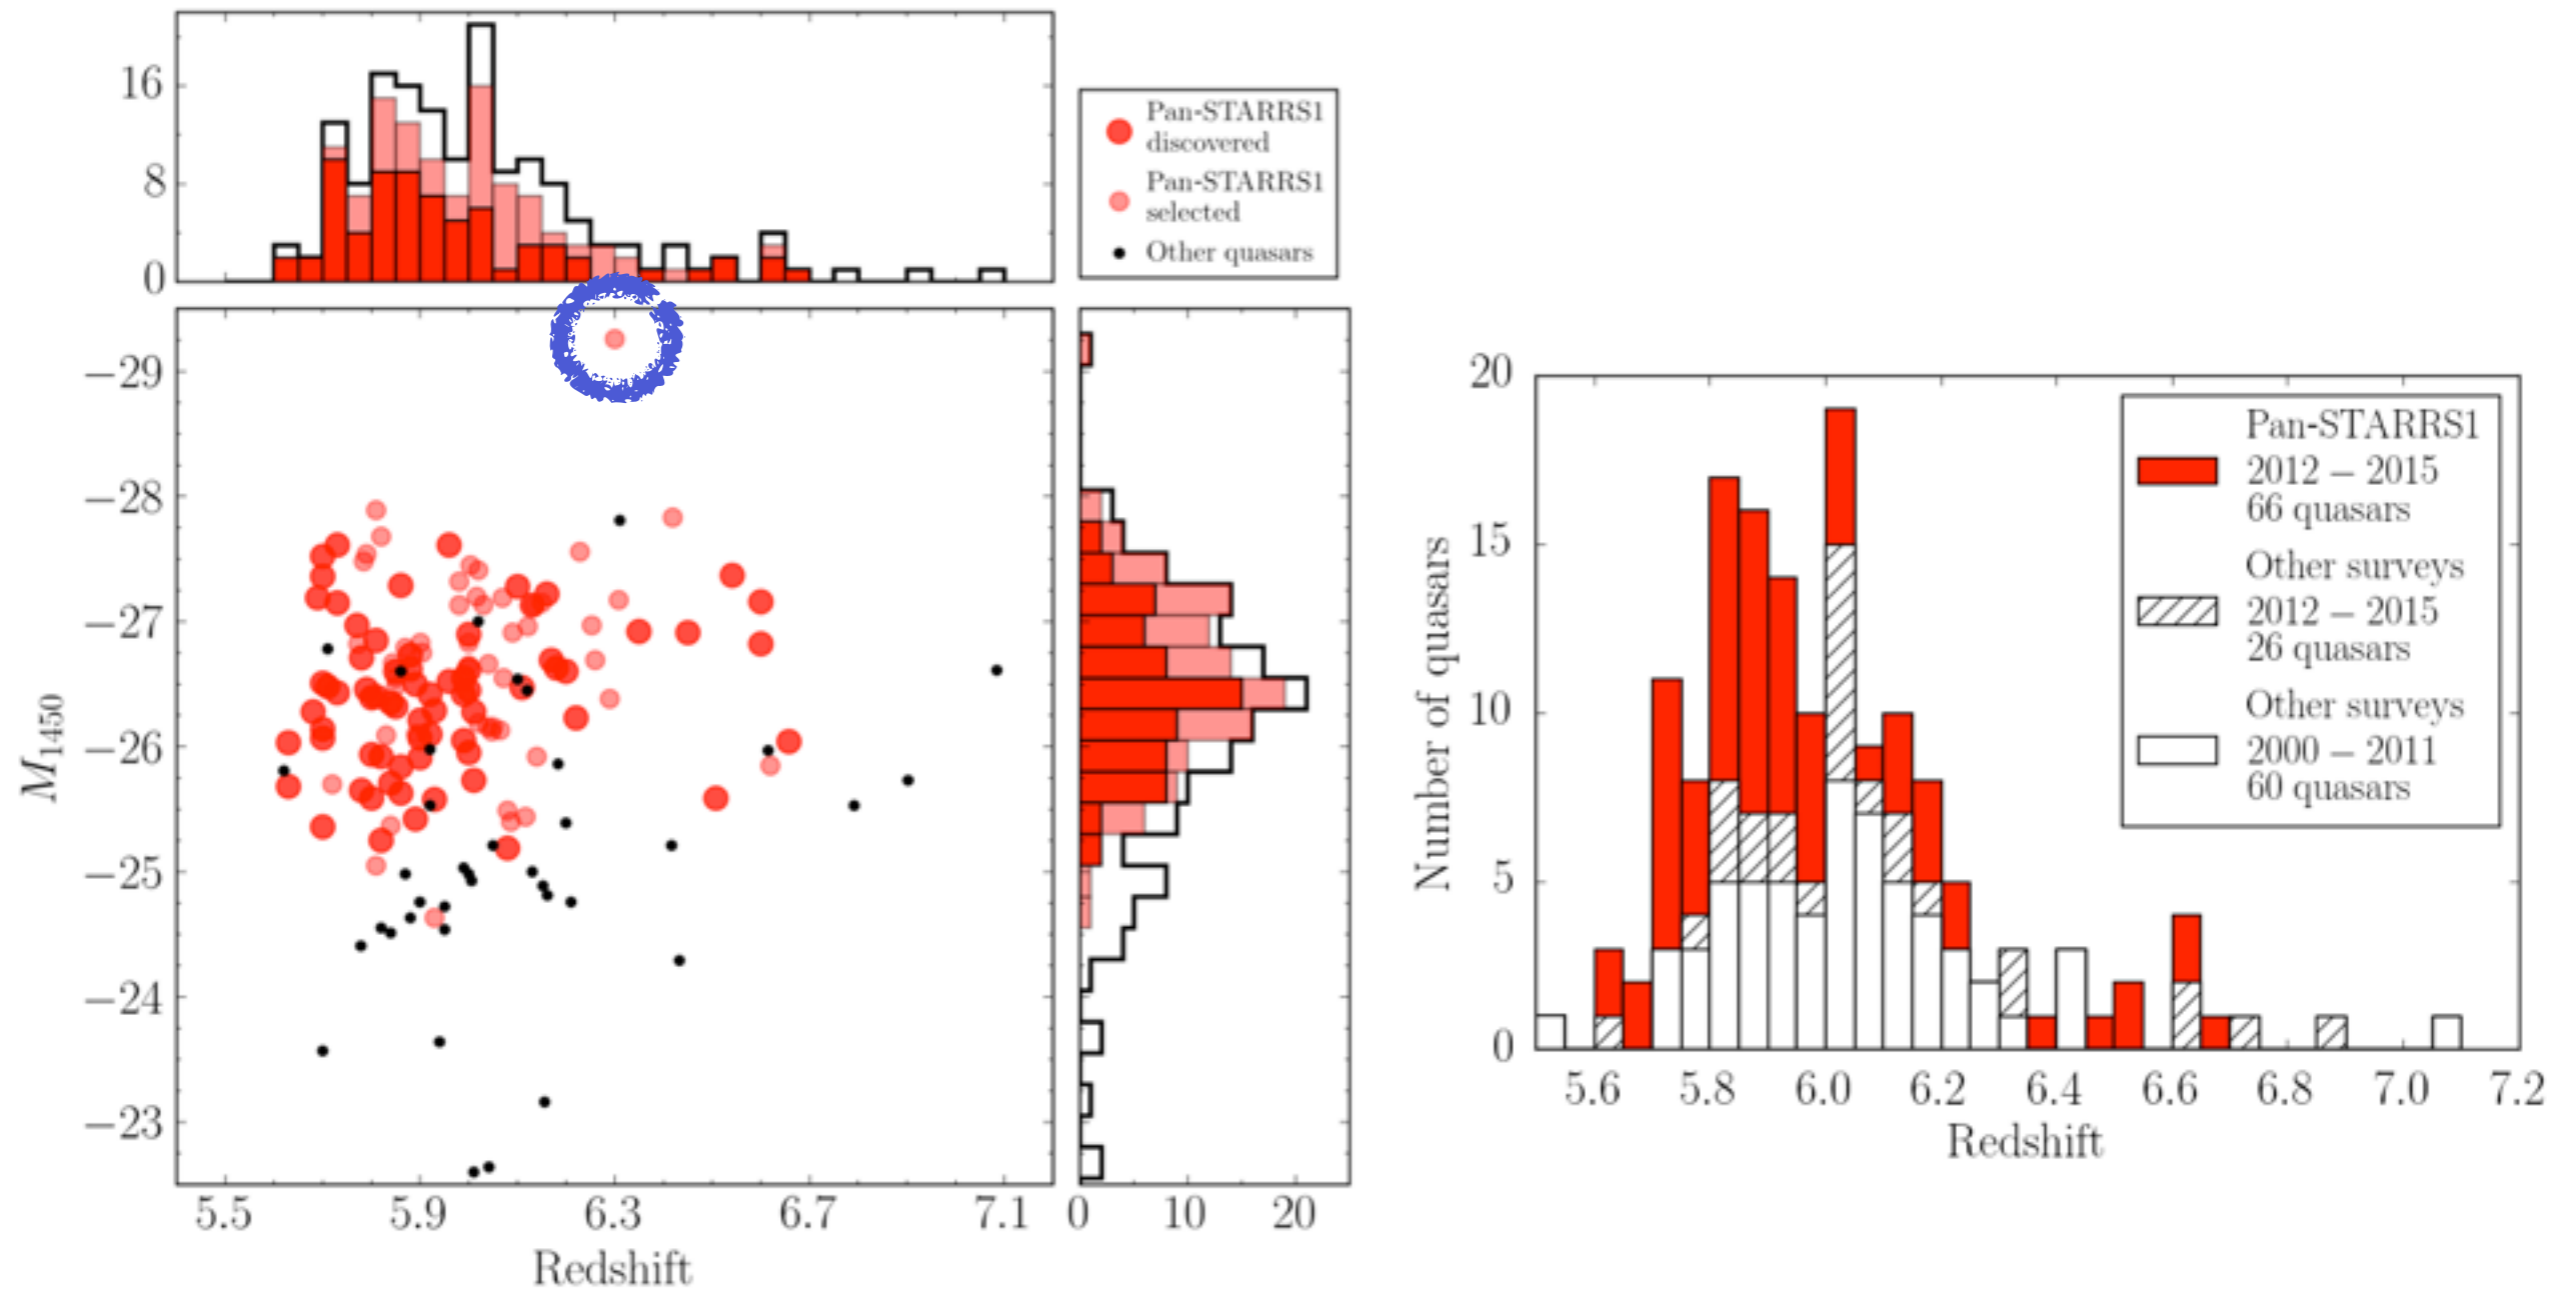 16
8
0
Pan-STARRS1
discovered
Pan-STARRS1
selected
Other quasars
−29
−28
−27
−26
−25
−24
−23
M1450
5.5 5.9 6.3 6.7 7.1
Redshift
0 10 20
20
15
10
5
0
Number of quasars
Pan-STARRS1
2012 − 2015
66 quasars
Other surveys
2012 − 2015
26 quasars
Other surveys
2000 − 2011
60 quasars
5.6 5.8 6.0 6.2 6.4 6.6 6.8 7.0 7.2
Redshift